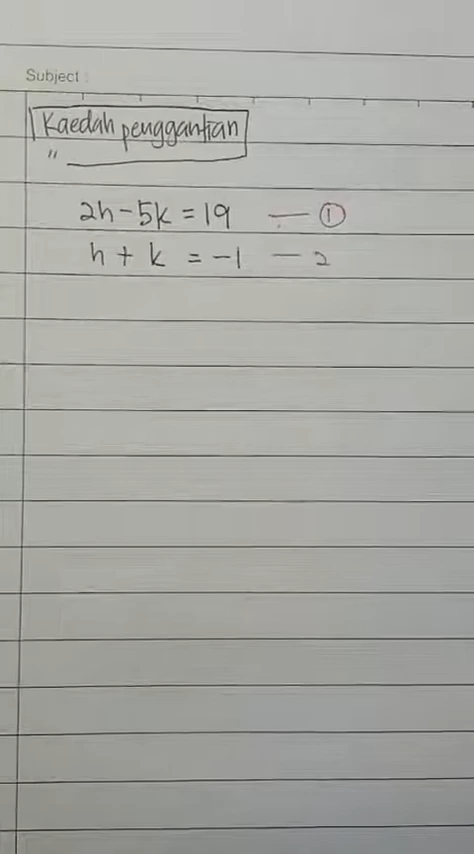 Subject :
Kaedah penggantian
"
2h - 5k = 19 — ①
h + k = -1 — 2